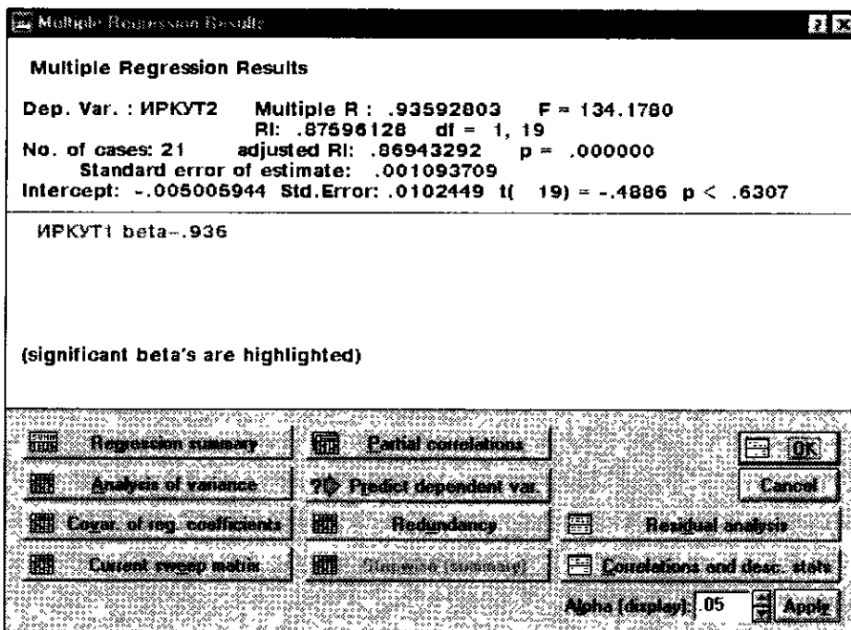 Multiple Regression Results
Multiple Regression Results
Dep. Var. : ИРКУТ2 Multiple R : .93592803 F = 134.1780
RI: .87596128 df = 1, 19
No. of cases: 21 adjusted RI: .86943292 p = .000000
Standard error of estimate: .001093709
Intercept: -.005005944 Std.Error: .0102449 t( 19) = -.4886 p < .6307
ИРКУТ1 beta-.936
(significant beta's are highlighted)
Regression summary Partial correlations OK
Analysis of variance Predict dependent var. Cancel
Covar. of reg. coefficients Redundancy Residual analysis
Current sweep matrix Stepwise (summary) Correlations and desc. stats
Alpha (display): .05 Apply